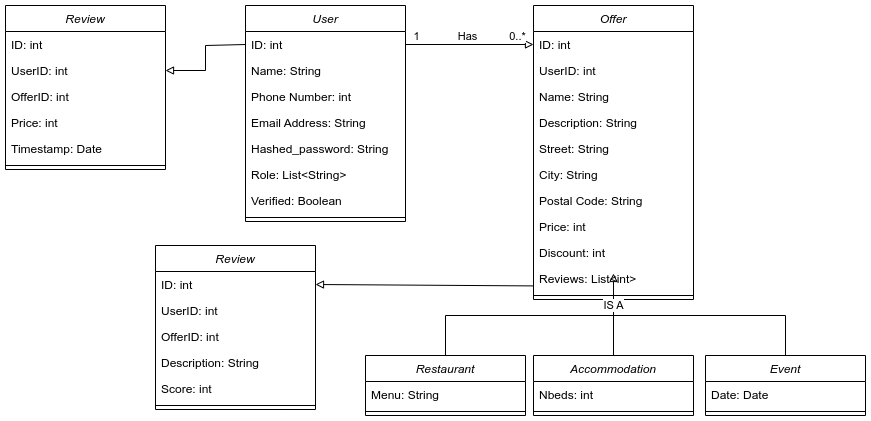 Review
ID: int
UserID: int
OfferID: int
Price: int
Timestamp: Date
User
ID: int
Name: String
Phone Number: int
Email Address: String
Hashed_password: String
Role: List<String>
Verified: Boolean
1 Has 0..*
Offer
ID: int
UserID: int
Name: String
Description: String
Street: String
City: String
Postal Code: String
Price: int
Discount: int
Reviews: List<int>
Review
ID: int
UserID: int
OfferID: int
Description: String
Score: int
IS A
Restaurant
Menu: String
Accommodation
Nbeds: int
Event
Date: Date